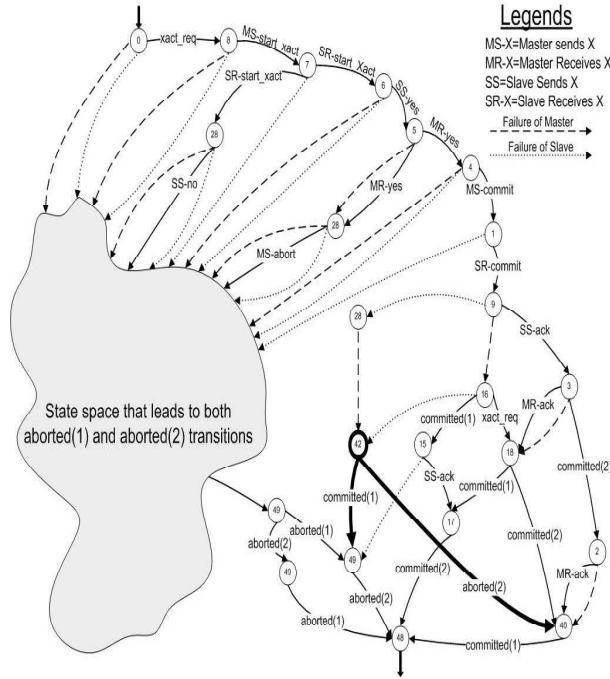 Legends
MS-X=Master sends X
MR-X=Master Receives X
SS=Slave Sends X
SR-X=Slave Receives X
Failure of Master
Failure of Slave
0
xact_req
8
MS-start_xact
7
SR-start_Xact
6
SS-yes
5
MR-yes
4
SR-start_xact
28
SS-no
MR-yes
28
MS-abort
MS-commit
1
SR-commit
9
28
SS-ack
16
3
committed(1)
xact_req
MR-ack
42
15
18
State space that leads to both
aborted(1) and aborted(2) transitions
SS-ack
committed(1)
committed(2)
committed(1)
17
committed(2)
49
aborted(1)
aborted(2)
49
49
committed(2)
aborted(2)
2
MR-ack
aborted(2)
aborted(1)
48
committed(1)
40